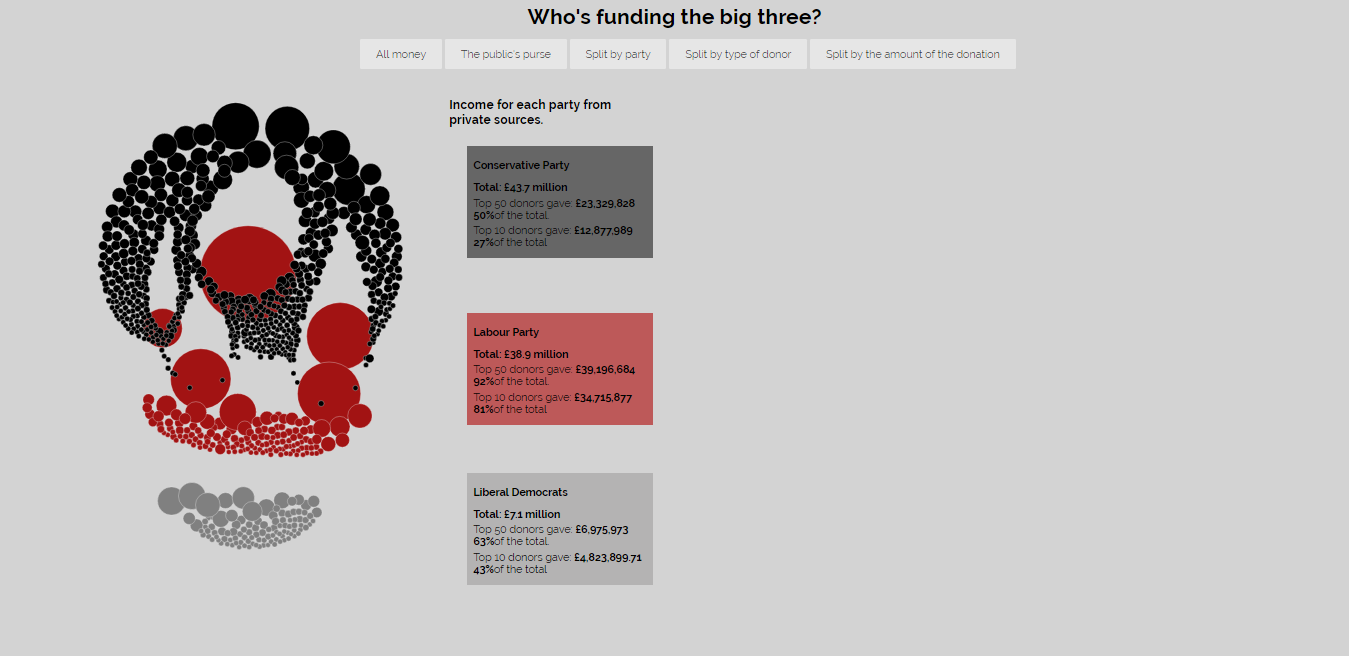 Who's funding the big three?
All money
The public's purse
Split by party
Split by type of donor
Split by the amount of the donation
Income for each party from
private sources.
Conservative Party
Total: £43.7 million
Top 50 donors gave: £23,329,828
50%of the total.
Top 10 donors gave: £12,877,989
27%of the total
Labour Party
Total: £38.9 million
Top 50 donors gave: £39,196,684
92%of the total.
Top 10 donors gave: £34,715,877
81%of the total
Liberal Democrats
Total: £7.1 million
Top 50 donors gave: £6,975,973
63%of the total.
Top 10 donors gave: £4,823,899,71
43%of the total